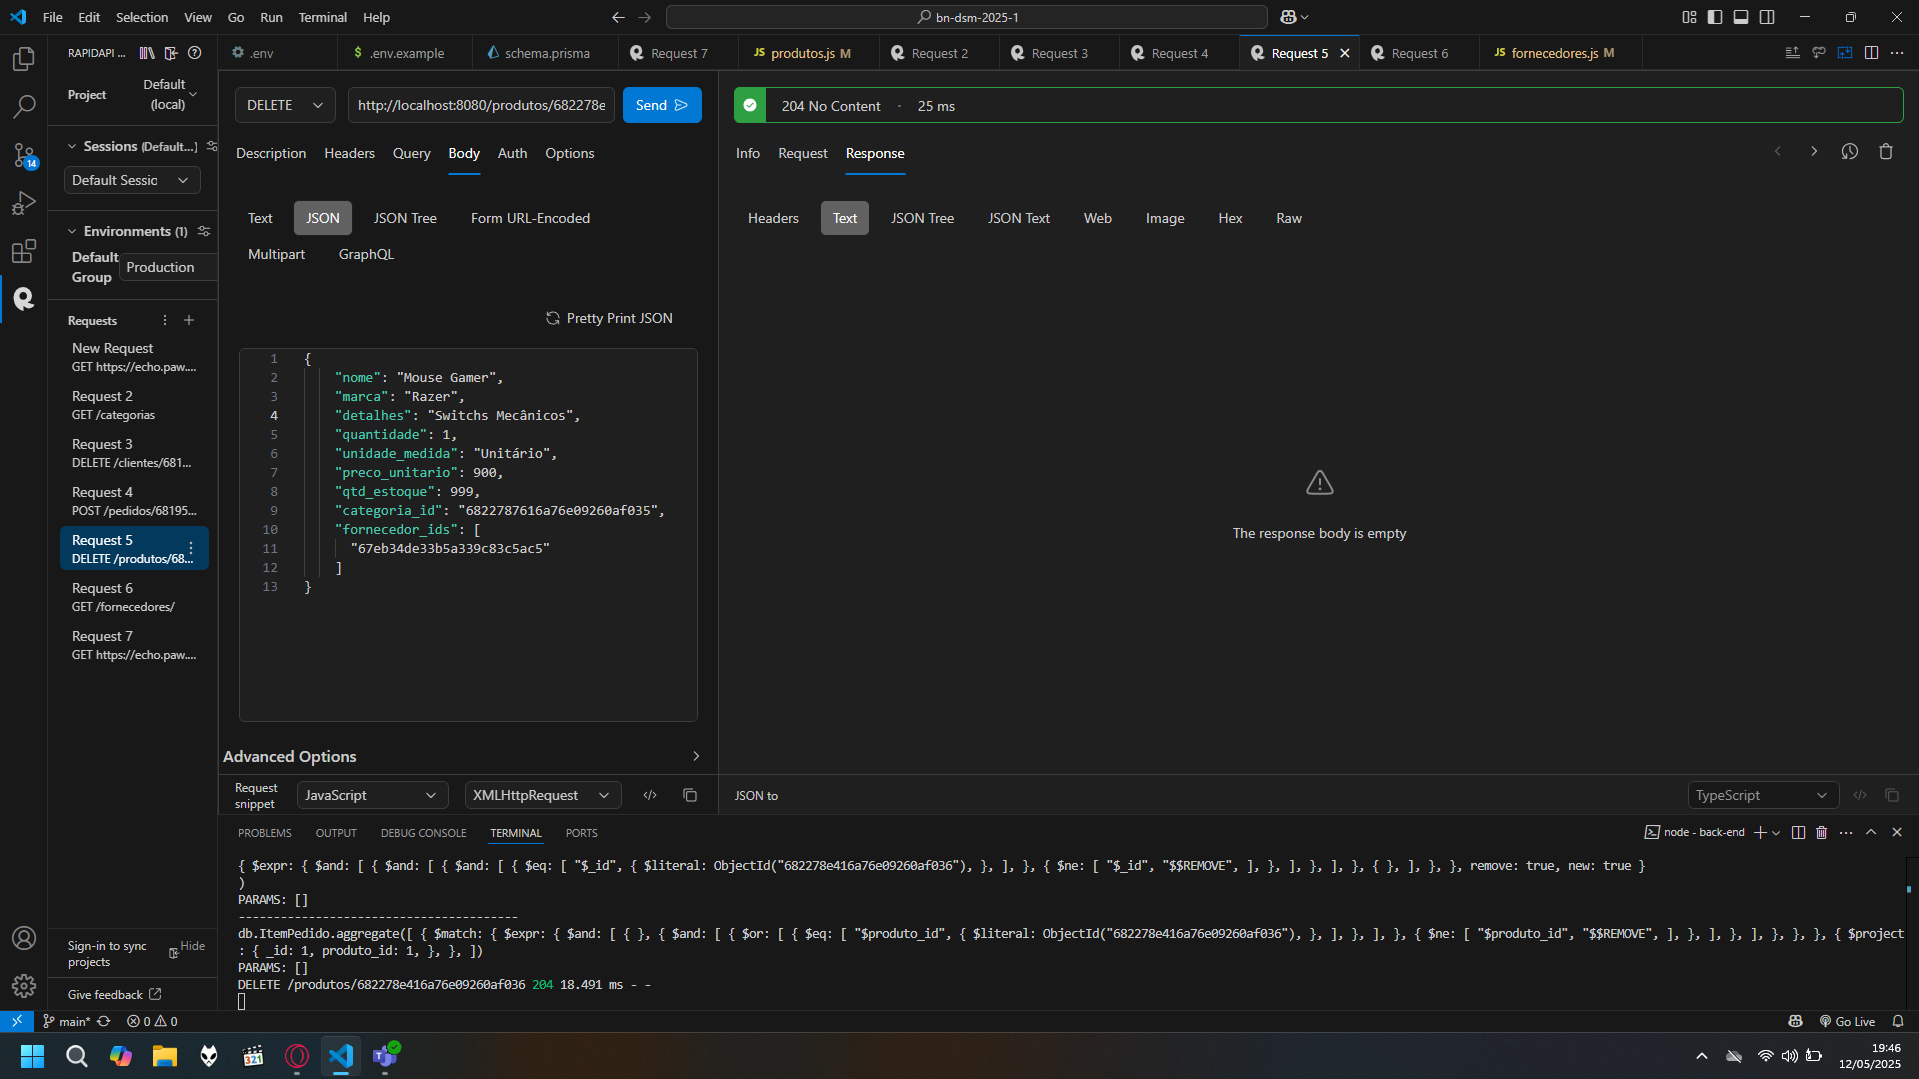 File Edit Selection View Go Run Terminal Help
bn-dsm-2025-1
RAPIDAPI ...
.env
.env.example
schema.prisma
Request 7
JS produtos.js M
Request 2
Request 3
Request 4
Request 5
Request 6
JS fornecedores.js M
Project
Default (local)
Sessions (Default...)
Default Sessio
14
Environments (1)
Default Group
Production
Requests
New Request
GET https://echo.paw....
Request 2
GET /categorias
Request 3
DELETE /clientes/681...
Request 4
POST /pedidos/68195...
Request 5
DELETE /produtos/68...
Request 6
GET /fornecedores/
Request 7
GET https://echo.paw....
Sign-in to sync projects
Hide
Give feedback
DELETE
http://localhost:8080/produtos/682278e
Send
Description Headers Query Body Auth Options
Text JSON JSON Tree Form URL-Encoded
Multipart GraphQL
Pretty Print JSON
1 {
2 "nome": "Mouse Gamer",
3 "marca": "Razer",
4 "detalhes": "Switchs Mecânicos",
5 "quantidade": 1,
6 "unidade_medida": "Unitário",
7 "preco_unitario": 900,
8 "qtd_estoque": 999,
9 "categoria_id": "6822787616a76e09260af035",
10 "fornecedor_ids": [
11 "67eb34de33b5a339c83c5ac5"
12 ]
13 }
Advanced Options
Request snippet
JavaScript
XMLHttpRequest
204 No Content · 25 ms
Info Request Response
Headers Text JSON Tree JSON Text Web Image Hex Raw
The response body is empty
JSON to
TypeScript
PROBLEMS OUTPUT DEBUG CONSOLE TERMINAL PORTS
node - back-end
{ $expr: { $and: [ { $and: [ { $and: [ { $eq: [ "$_id", { $literal: ObjectId("682278e416a76e09260af036"), }, ], }, { $ne: [ "$_id", "$$REMOVE", ], }, ], }, ], }, { }, ], }, }, remove: true, new: true }
)
PARAMS: []
----------------------------------------
db.ItemPedido.aggregate([ { $match: { $expr: { $and: [ { }, { $and: [ { $or: [ { $eq: [ "$produto_id", { $literal: ObjectId("682278e416a76e09260af036"), }, ], }, ], }, { $ne: [ "$produto_id", "$$REMOVE", ], }, ], }, ], }, }, }, { $project
: { _id: 1, produto_id: 1, }, }, ])
PARAMS: []
DELETE /produtos/682278e416a76e09260af036 204 18.491 ms - -
main*
0 0
Go Live
321
19:46
12/05/2025